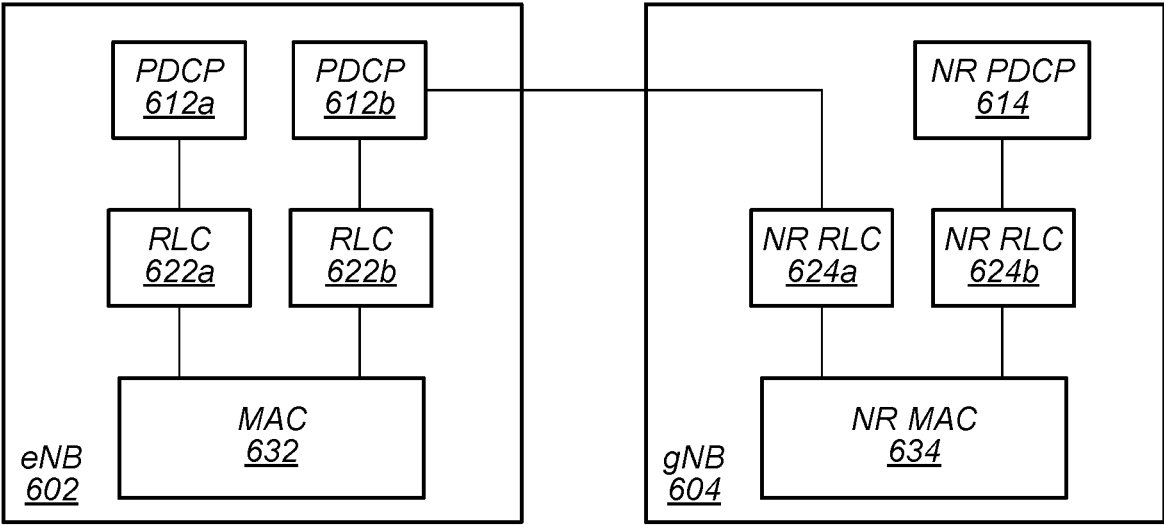 PDCP
612a
PDCP
612b
RLC
622a
RLC
622b
MAC
632
eNB
602
NR PDCP
614
NR RLC
624a
NR RLC
624b
NR MAC
634
gNB
604